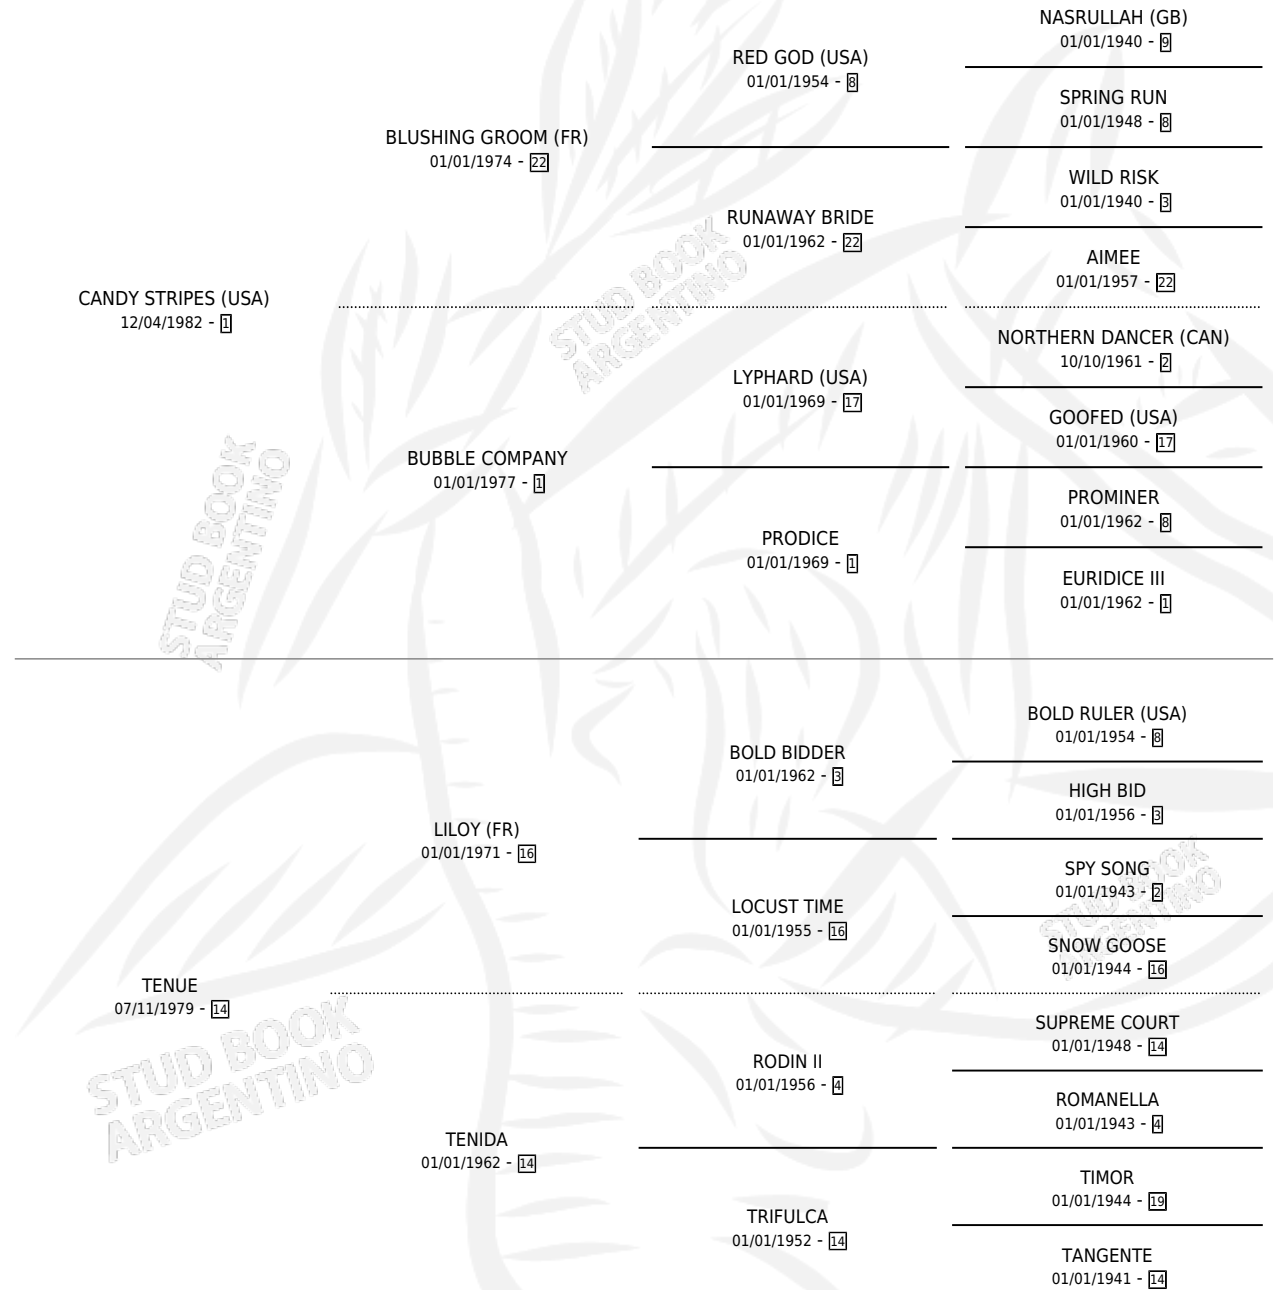 NASRULLAH (GB)
01/01/1940 - 9
RED GOD (USA)
01/01/1954 - 8
SPRING RUN
01/01/1948 - 8
BLUSHING GROOM (FR)
01/01/1974 - 22
WILD RISK
01/01/1940 - 3
RUNAWAY BRIDE
01/01/1962 - 22
AIMEE
01/01/1957 - 22
CANDY STRIPES (USA)
12/04/1982 - 1
NORTHERN DANCER (CAN)
10/10/1961 - 2
LYPHARD (USA)
01/01/1969 - 17
GOOFED (USA)
01/01/1960 - 17
BUBBLE COMPANY
01/01/1977 - 1
PROMINER
01/01/1962 - 8
PRODICE
01/01/1969 - 1
EURIDICE III
01/01/1962 - 1
BOLD RULER (USA)
01/01/1954 - 8
BOLD BIDDER
01/01/1962 - 3
HIGH BID
01/01/1956 - 3
LILOY (FR)
01/01/1971 - 16
SPY SONG
01/01/1943 - 2
LOCUST TIME
01/01/1955 - 16
SNOW GOOSE
01/01/1944 - 16
TENUE
07/11/1979 - 14
SUPREME COURT
01/01/1948 - 14
RODIN II
01/01/1956 - 4
ROMANELLA
01/01/1943 - 4
TENIDA
01/01/1962 - 14
TIMOR
01/01/1944 - 19
TRIFULCA
01/01/1952 - 14
TANGENTE
01/01/1941 - 14
STUD BOOK
ARGENTINO
STUD BOOK
ARGENTINO
STUD BOOK
ARGENTINO
STUD BOOK
ARGENTINO